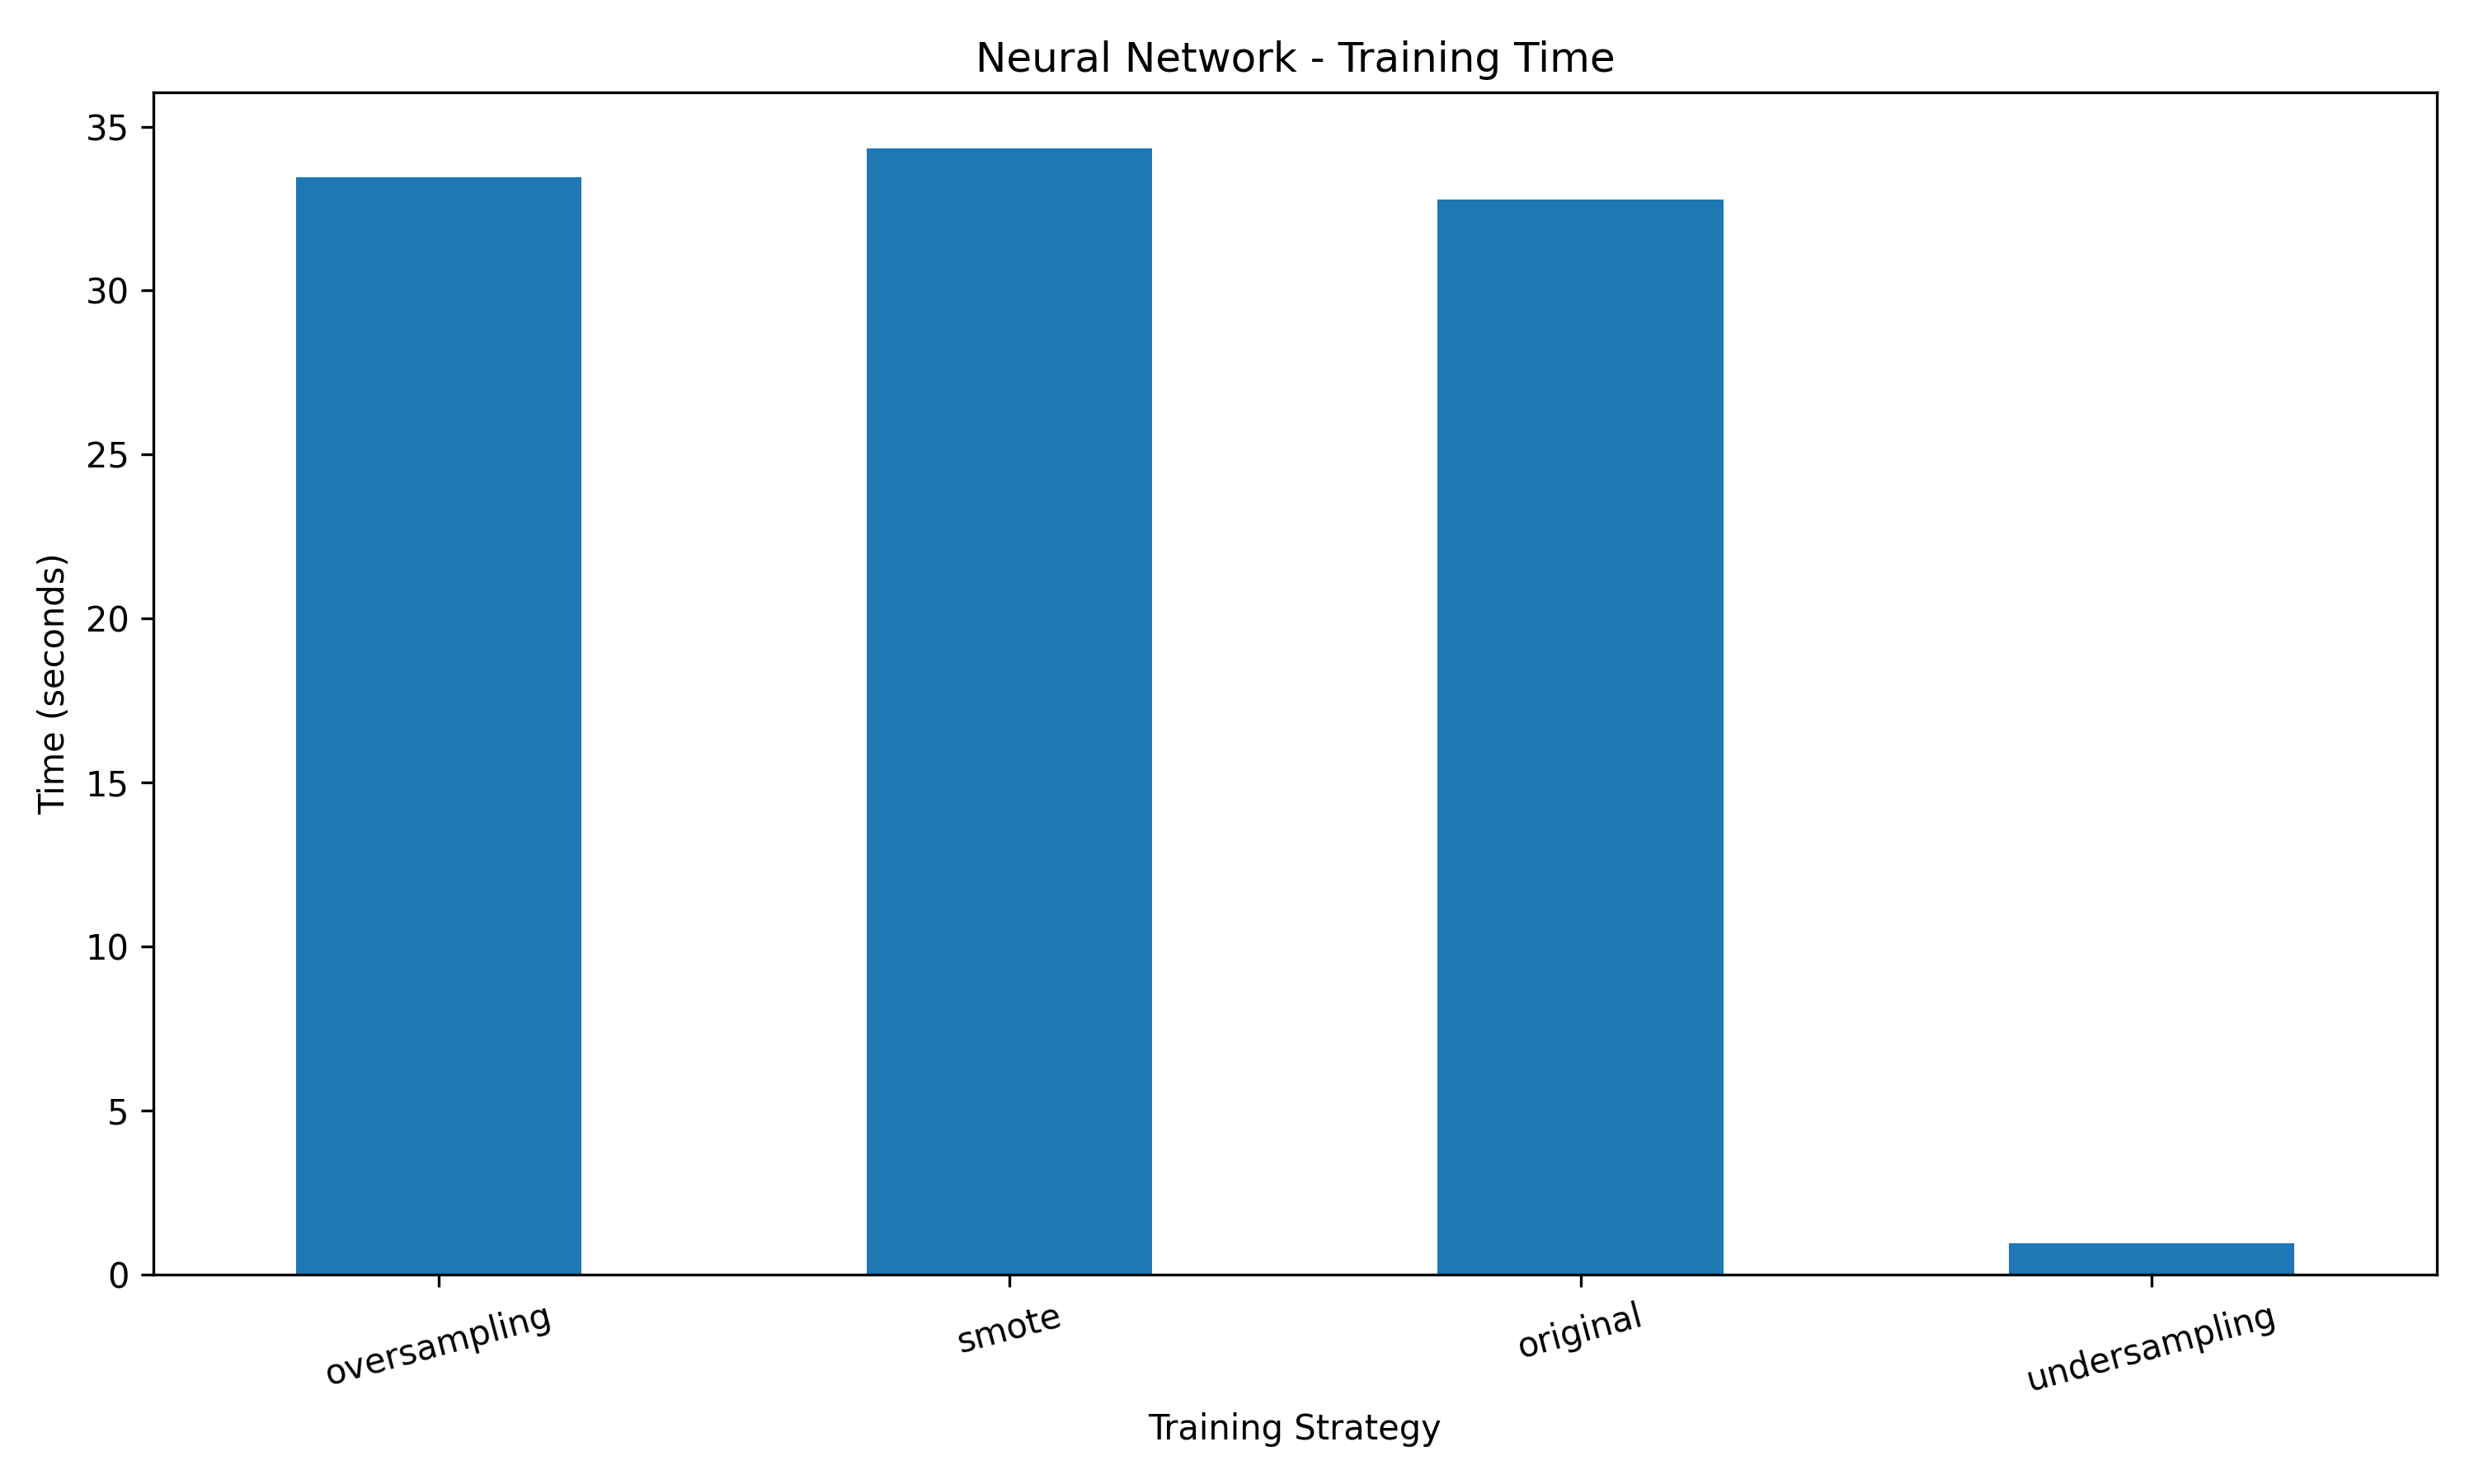 Neural Network - Training Time
Time (seconds)
35
30
25
20
15
10
5
0
oversampling
smote
original
undersampling
Training Strategy